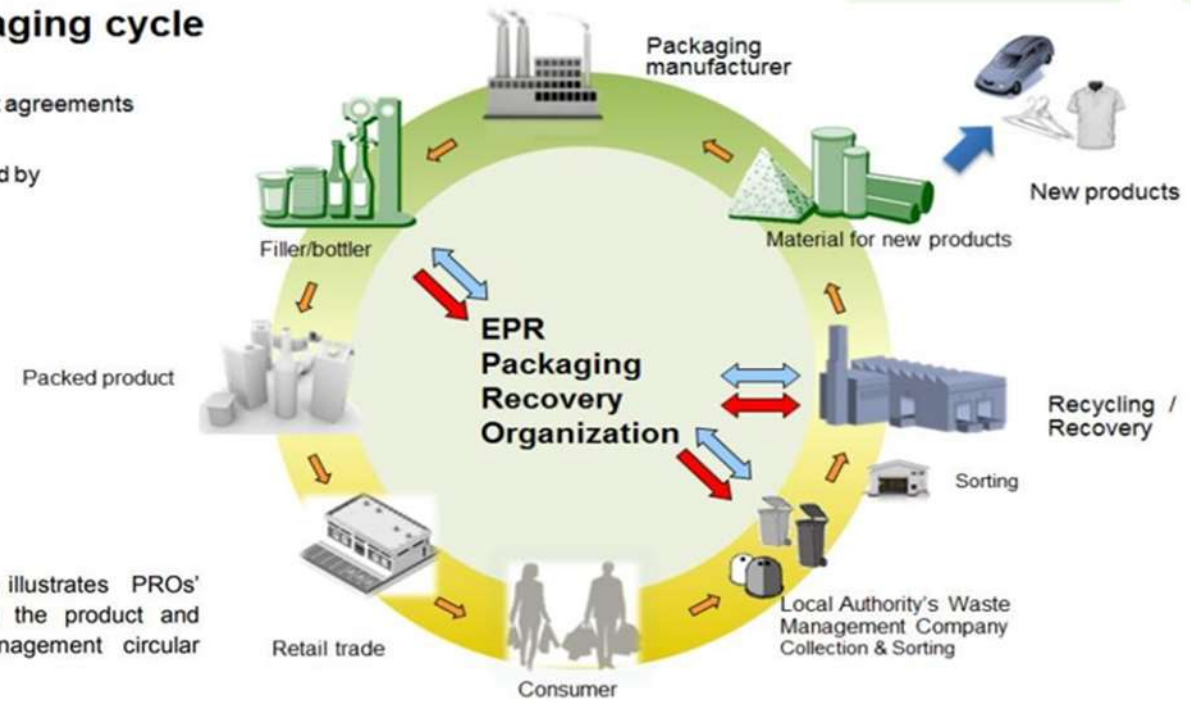 aging cycle
agreements
d by
Packaging
manufacturer
New products
Filler/bottler
Material for new products
EPR
Packaging
Recovery
Organization
Packed product
Recycling /
Recovery
Sorting
illustrates PROs'
the product and
nagement circular
Retail trade
Local Authority's Waste
Management Company
Collection & Sorting
Consumer